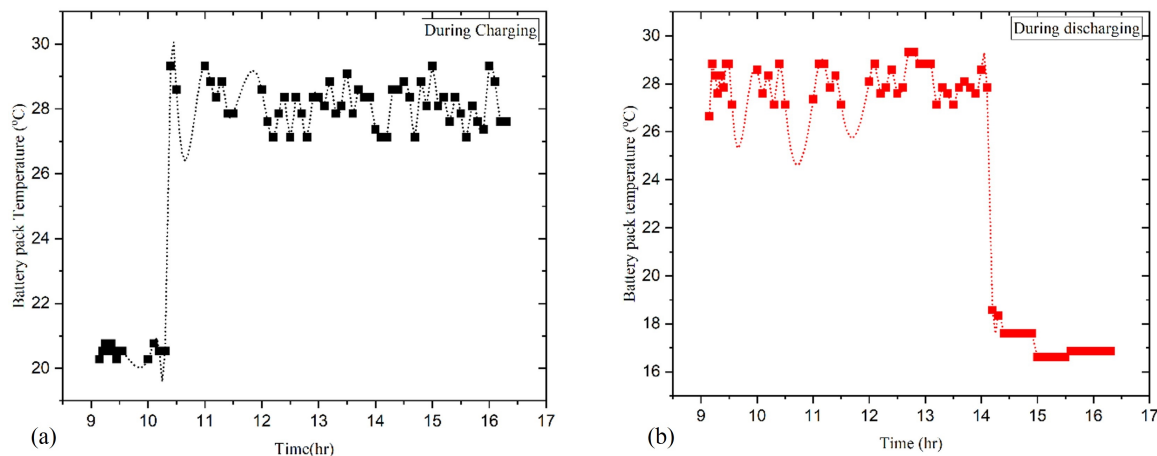 During Charging
30
28
26
24
22
20
Battery pack Temperature (⁰C)
9 10 11 12 13 14 15 16 17
Time(hr)
(a)
During discharging
30
28
26
24
22
20
18
16
Battery pack temperature (⁰C)
9 10 11 12 13 14 15 16 17
Time (hr)
(b)